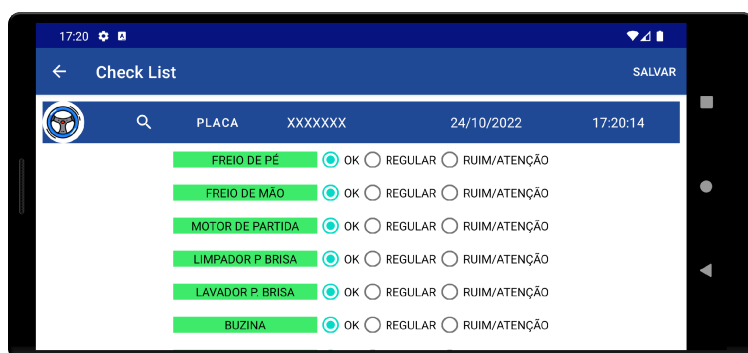 17:20
Check List SALVAR
PLACA XXXXXXX 24/10/2022 17:20:14
FREIO DE PÉ OK REGULAR RUIM/ATENÇÃO
FREIO DE MÃO OK REGULAR RUIM/ATENÇÃO
MOTOR DE PARTIDA OK REGULAR RUIM/ATENÇÃO
LIMPADOR P BRISA OK REGULAR RUIM/ATENÇÃO
LAVADOR P. BRISA OK REGULAR RUIM/ATENÇÃO
BUZINA OK REGULAR RUIM/ATENÇÃO